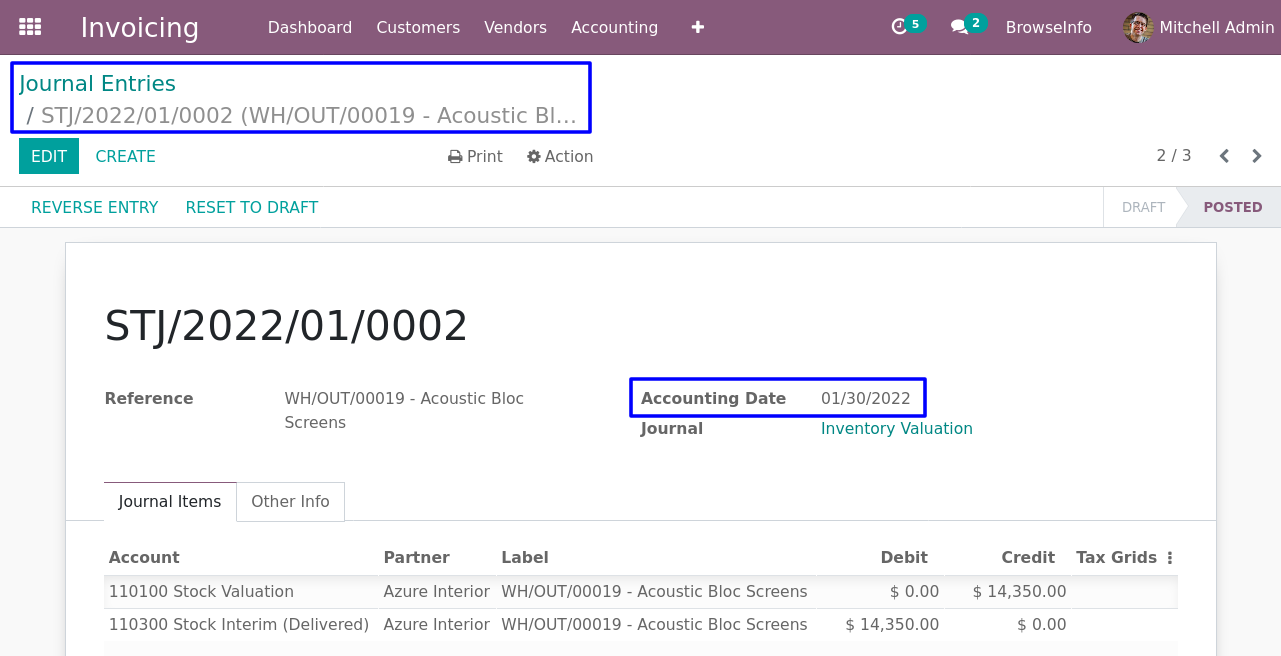 Invoicing Dashboard Customers Vendors Accounting 5 2 BrowseInfo Mitchell Admin
Journal Entries
/ STJ/2022/01/0002 (WH/OUT/00019 - Acoustic Bl...
EDIT CREATE Print Action 2 / 3
REVERSE ENTRY RESET TO DRAFT DRAFT POSTED
STJ/2022/01/0002
Reference WH/OUT/00019 - Acoustic Bloc Accounting Date 01/30/2022
Screens Journal Inventory Valuation
Journal Items Other Info
Account Partner Label Debit Credit Tax Grids
110100 Stock Valuation Azure Interior WH/OUT/00019 - Acoustic Bloc Screens $ 0.00 $ 14,350.00
110300 Stock Interim (Delivered) Azure Interior WH/OUT/00019 - Acoustic Bloc Screens $ 14,350.00 $ 0.00